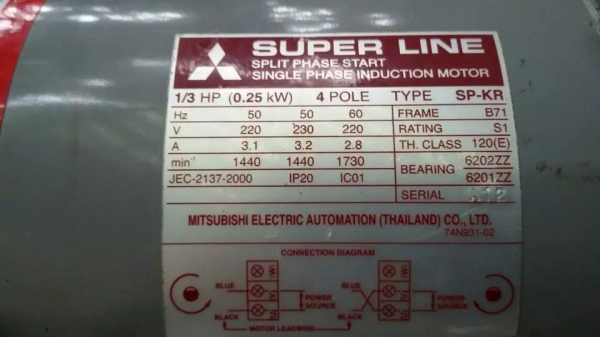 SUPER LINE
SPLIT PHASE START
SINGLE PHASE INDUCTION MOTOR
1/3 HP (0.25 kW) 4 POLE TYPE SP-KR
Hz 50 50 60 FRAME B71
V 220 230 220 RATING S1
A 3.1 3.2 2.8 TH. CLASS 120(E)
min⁻¹ 1440 1440 1730 BEARING 6202ZZ
JEC-2137-2000 IP20 IC01 6201ZZ
SERIAL
MITSUBISHI ELECTRIC AUTOMATION (THAILAND) CO., LTD.
74N931-02
CONNECTION DIAGRAM
BLUE POWER SOURCE BLUE POWER SOURCE
BLACK MOTOR LEADWIRE BLACK